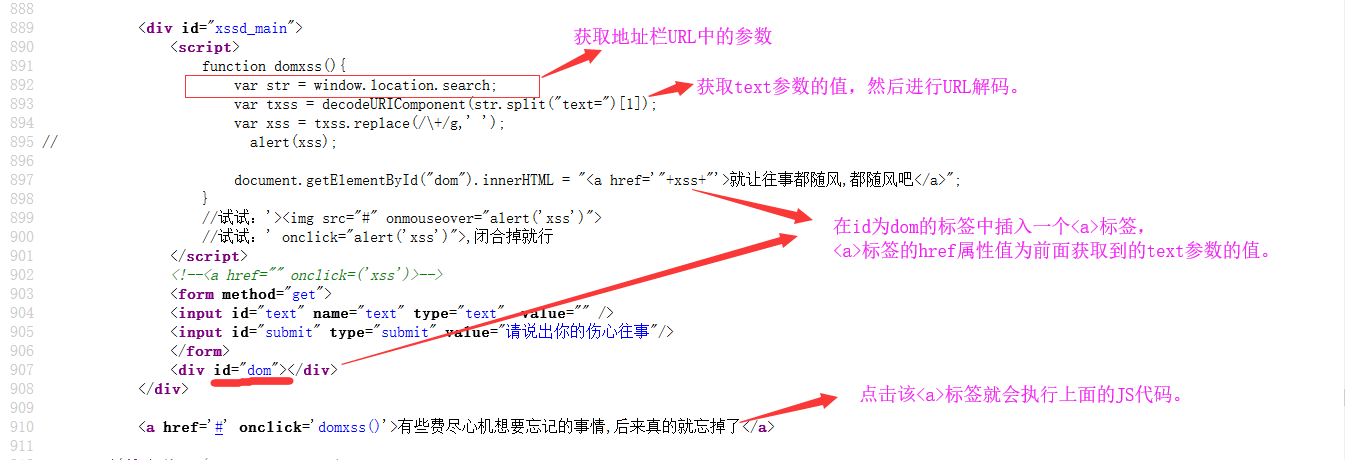 888
889 <div id="xssd_main">
获取地址栏URL中的参数
890 <script>
891 function domxss(){
892 var str = window.location.search;
获取text参数的值，然后进行URL解码。
893 var txss = decodeURIComponent(str.split("text=")[1]);
894 var xss = txss.replace(/\+/g,' ');
895 // alert(xss);
896
897 document.getElementById("dom").innerHTML = "<a href='"+xss+"'>就让往事都随风,都随风吧</a>";
898 }
899 //试试：'><img src="#" onmouseover="alert('xss')">
900 //试试：' onclick="alert('xss')">,闭合掉就行
在id为dom的标签中插入一个<a>标签，
<a>标签的href属性值为前面获取到的text参数的值。
901 </script>
902 <!--<a href="" onclick=('xss')>-->
903 <form method="get">
904 <input id="text" name="text" type="text" value="" />
905 <input id="submit" type="submit" value="请说出你的伤心往事"/>
906 </form>
907 <div id="dom"></div>
908 </div>
点击该<a>标签就会执行上面的JS代码。
909
910 <a href='#' onclick='domxss()'>有些费尽心机想要忘记的事情,后来真的就忘掉了</a>
911